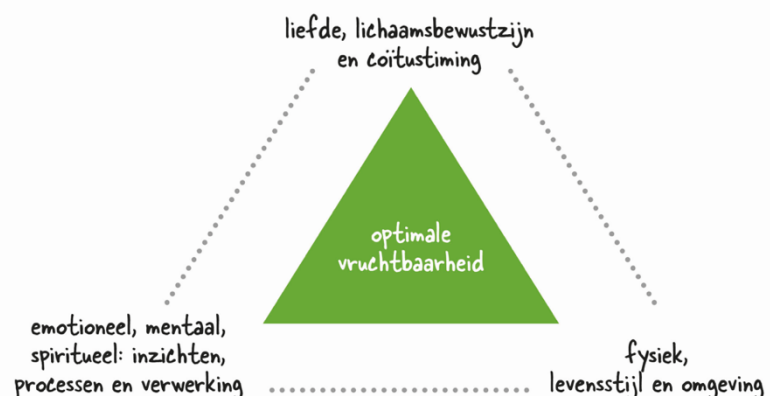 liefde, lichaamsbewustzijn
en coïtustiming
optimale
vruchtbaarheid
emotioneel, mentaal,
spiritueel: inzichten,
processen en verwerking
fysiek,
levensstijl en omgeving